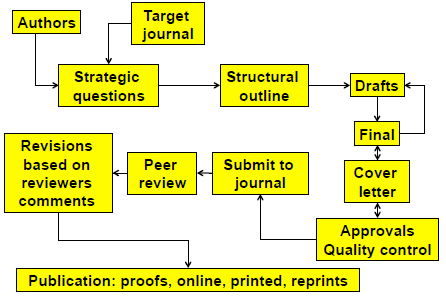 Authors
Target
journal
Strategic
questions
Structural
outline
Drafts
Final
Cover
letter
Approvals
Quality control
Submit to
journal
Peer
review
Revisions
based on
reviewers
comments
Publication: proofs, online, printed, reprints